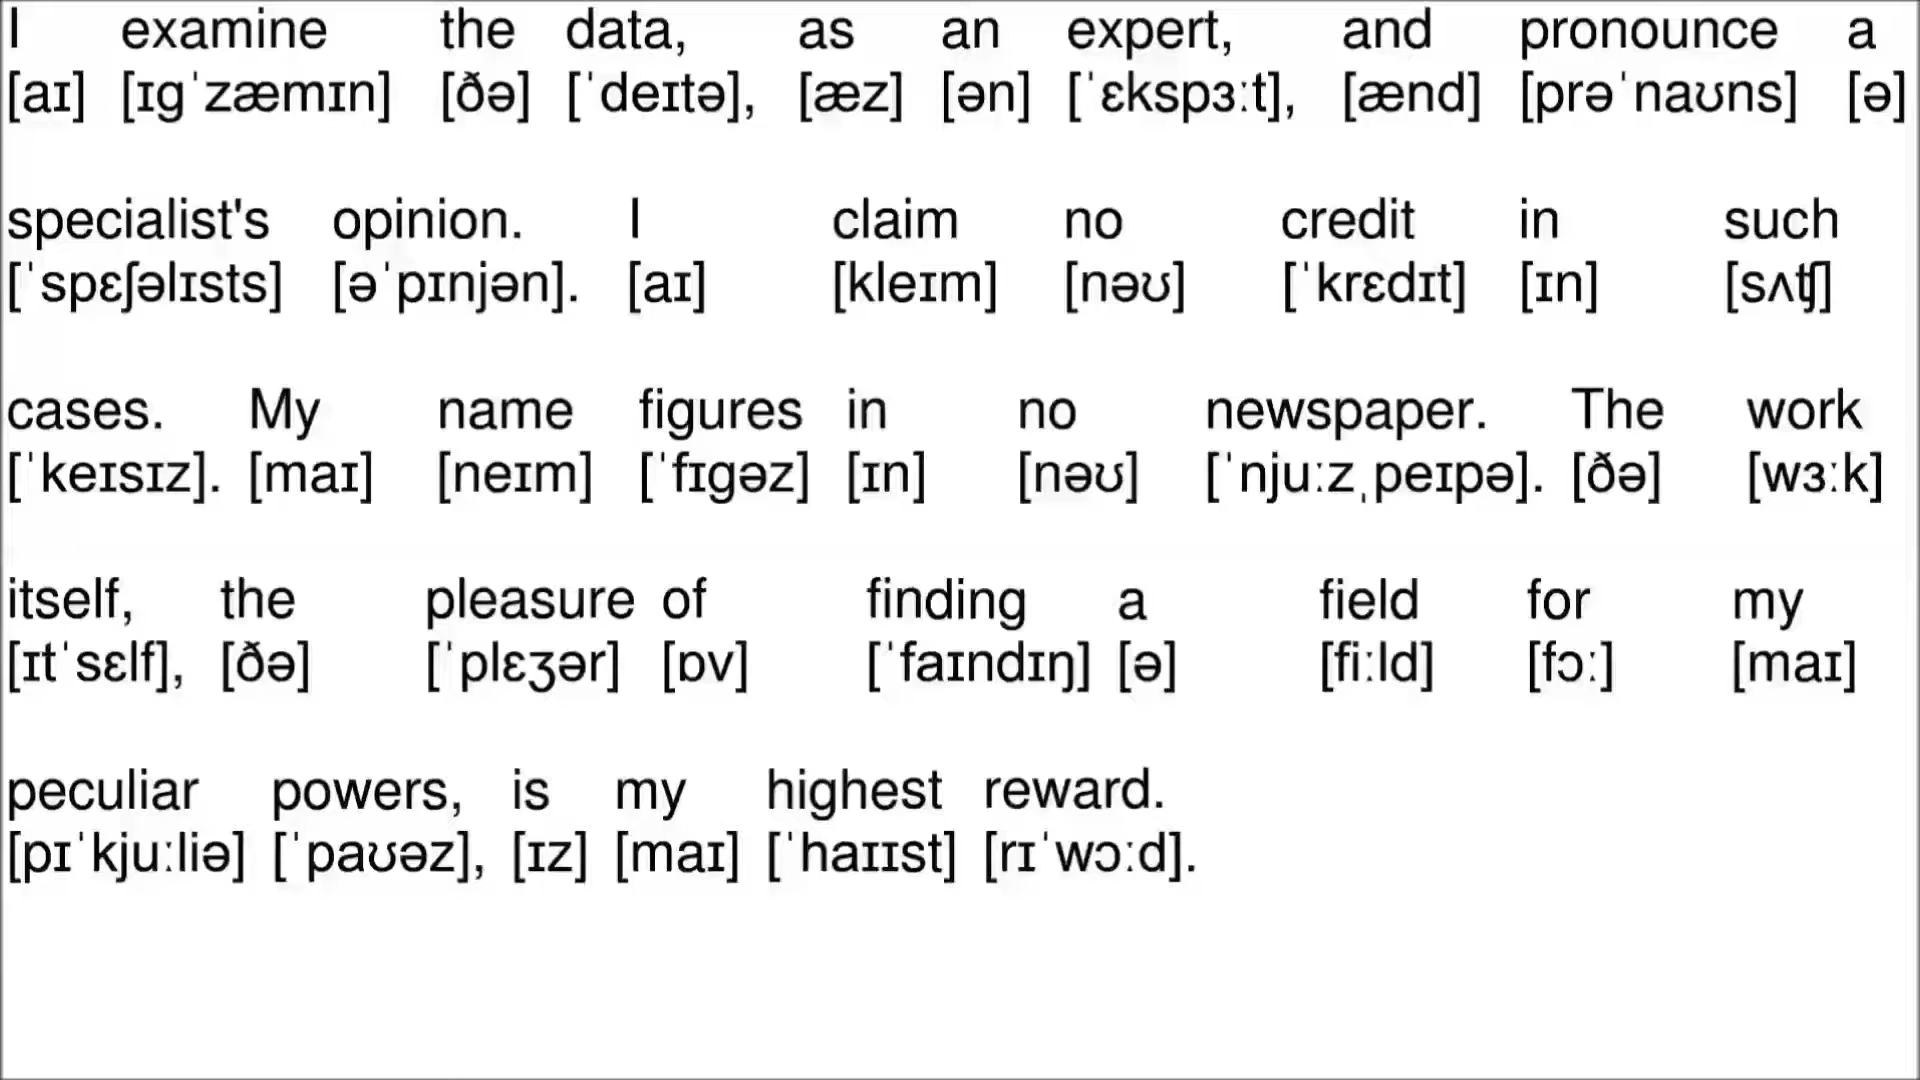 I examine the data, as an expert, and pronounce a
[aɪ] [ɪgˈzæmɪn] [ðə] [ˈdeɪtə], [æz] [ən] [ˈɛkspɜːt], [ænd] [prəˈnaʊns] [ə]
specialist's opinion. I claim no credit in such
[ˈspɛʃəlɪsts] [əˈpɪnjən]. [aɪ] [kleɪm] [nəʊ] [ˈkrɛdɪt] [ɪn] [sʌʧ]
cases. My name figures in no newspaper. The work
[ˈkeɪsɪz]. [maɪ] [neɪm] [ˈfɪgəz] [ɪn] [nəʊ] [ˈnjuːzˌpeɪpə]. [ðə] [wɜːk]
itself, the pleasure of finding a field for my
[ɪtˈsɛlf], [ðə] [ˈplɛʒər] [ɒv] [ˈfaɪndɪŋ] [ə] [fiːld] [fɔː] [maɪ]
peculiar powers, is my highest reward.
[pɪˈkjuːliə] [ˈpaʊəz], [ɪz] [maɪ] [ˈhaɪɪst] [rɪˈwɔːd].